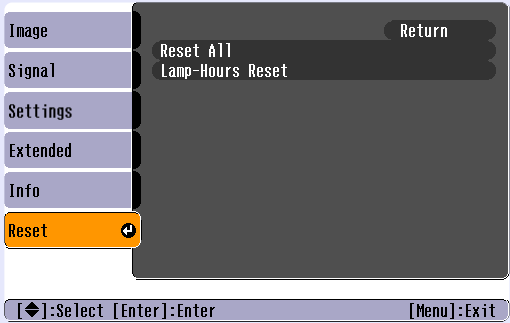 Image
Signal
Settings
Extended
Info
Reset
Return
Reset All
Lamp-Hours Reset
[◆]:Select [Enter]:Enter [Menu]:Exit